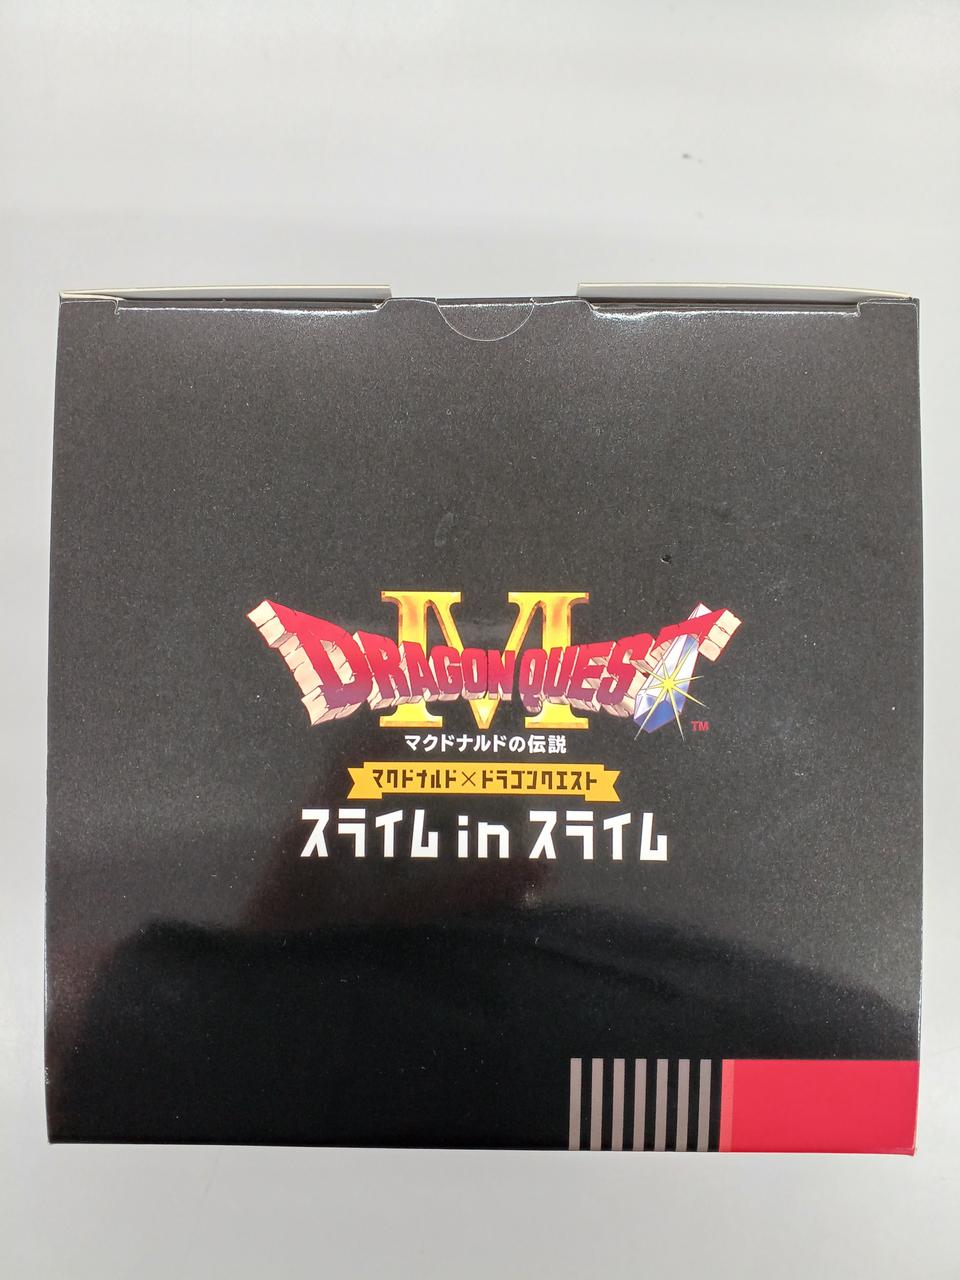 M
DRAGON QUEST
TM
マクドナルドの伝説
マクドナルド×ドラゴンクエスト
スライム in スライム